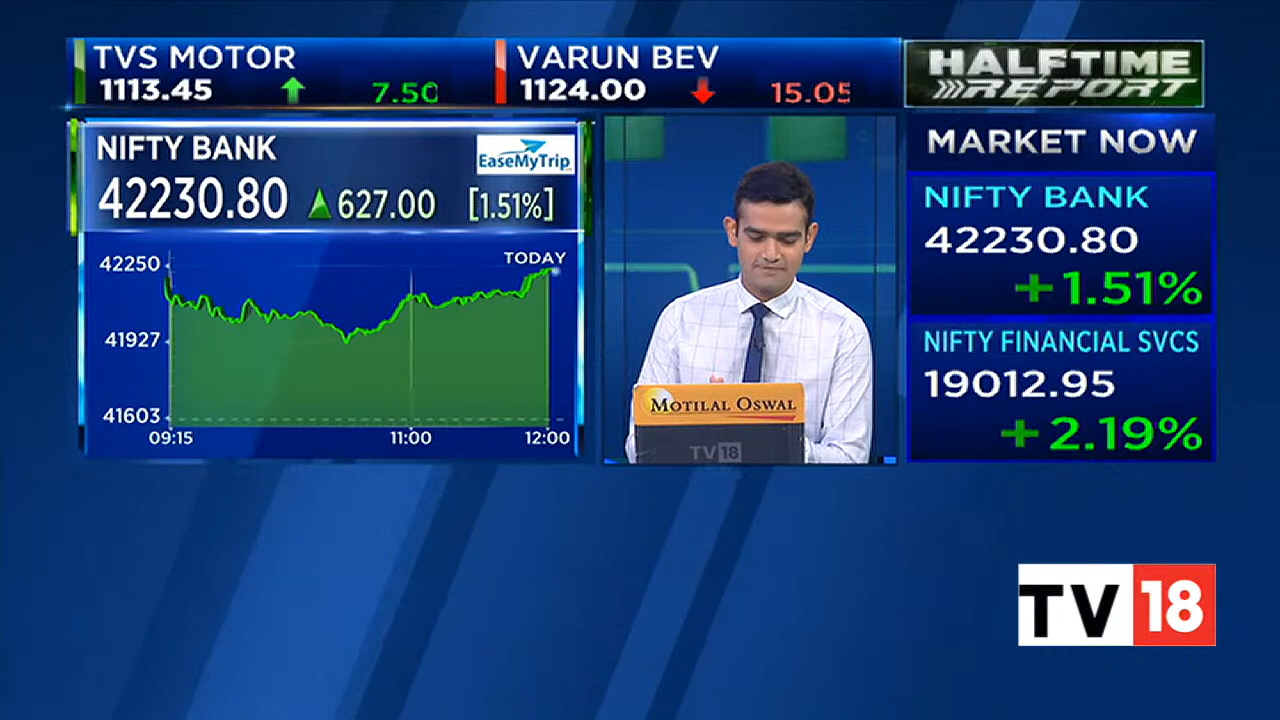 TVS MOTOR
1113.45 7.50
VARUN BEV
1124.00 15.05
HALFTIME
REPORT
NIFTY BANK
EaseMyTrip
42230.80 627.00 [1.51%]
TODAY
42250
41927
41603
09:15 11:00 12:00
MOTILAL OSWAL
TV18
MARKET NOW
NIFTY BANK
42230.80
+1.51%
NIFTY FINANCIAL SVCS
19012.95
+2.19%
TV18